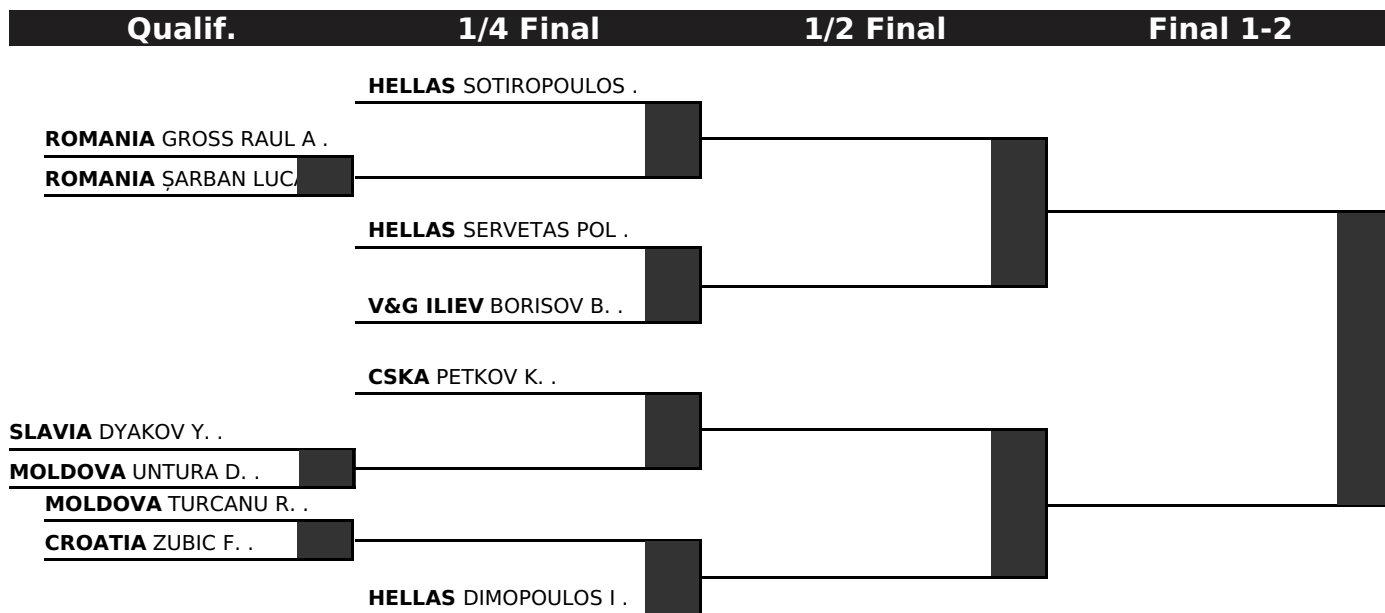 Qualif. 1/4 Final 1/2 Final Final 1-2
HELLAS SOTIROPOULOS .
ROMANIA GROSS RAUL A .
ROMANIA ȘARBAN LUCA
HELLAS SERVETAS POL .
V&G ILIEV BORISOV B. .
CSKA PETKOV K. .
SLAVIA DYAKOV Y. .
MOLDOVA UNTURA D. .
MOLDOVA TURCANU R. .
CROATIA ZUBIC F. .
HELLAS DIMOPOULOS I .